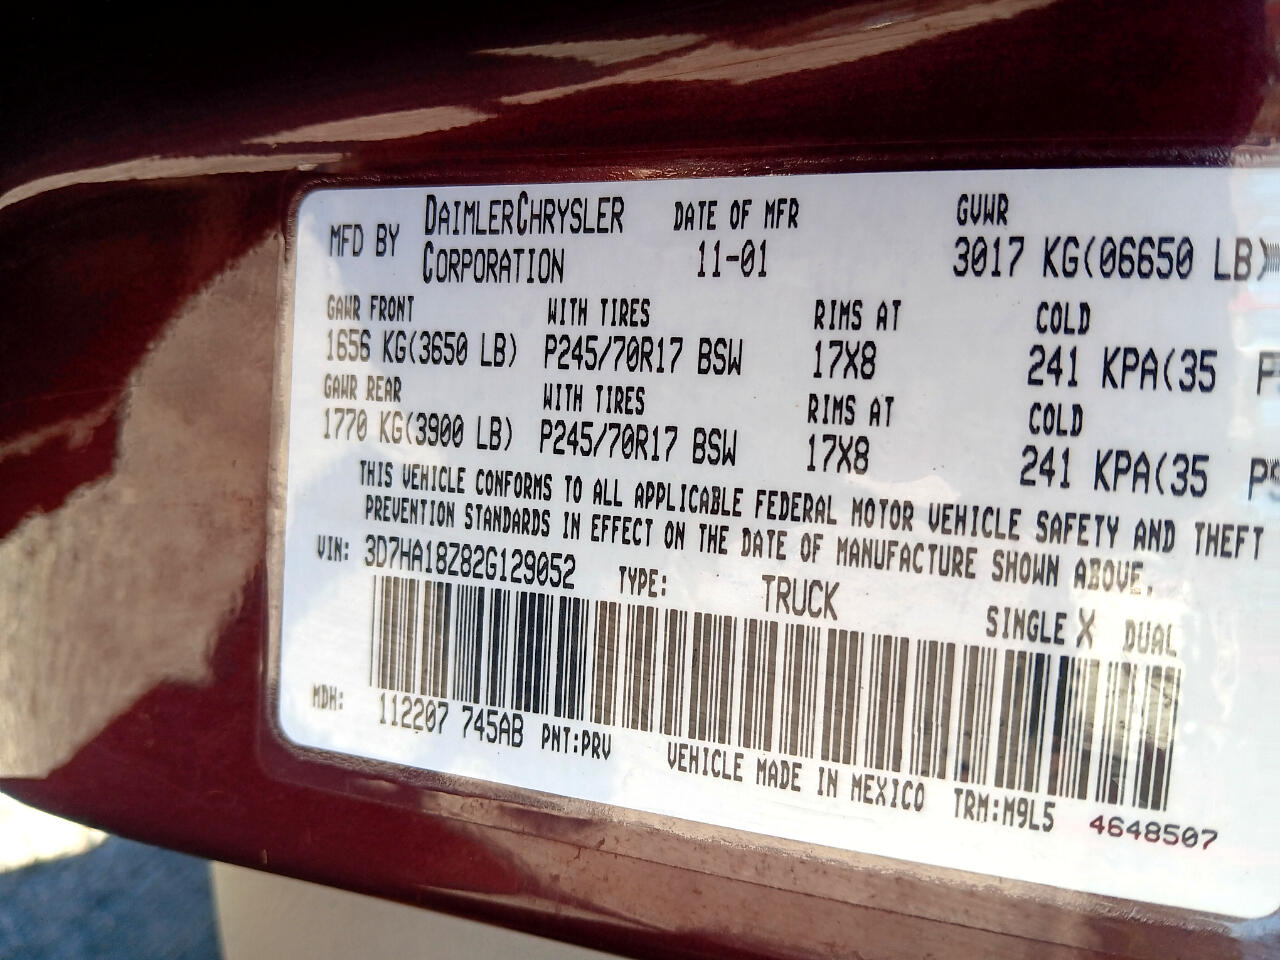 MFD BY DAIMLERCHRYSLER CORPORATION DATE OF MFR 11-01 GVWR 3017 KG(06650 LB)
GAWR FRONT WITH TIRES RIMS AT COLD
1656 KG(3650 LB) P245/70R17 BSW 17X8 241 KPA(35 P
GAWR REAR WITH TIRES RIMS AT COLD
1770 KG(3900 LB) P245/70R17 BSW 17X8 241 KPA(35 PS
THIS VEHICLE CONFORMS TO ALL APPLICABLE FEDERAL MOTOR VEHICLE SAFETY AND THEFT
PREVENTION STANDARDS IN EFFECT ON THE DATE OF MANUFACTURE SHOWN ABOVE.
VIN: 3D7HA18Z82G129052 TYPE: TRUCK SINGLE X DUAL
MDH: 112207 745AB PNT:PRV VEHICLE MADE IN MEXICO TRM:M9L5 4648507